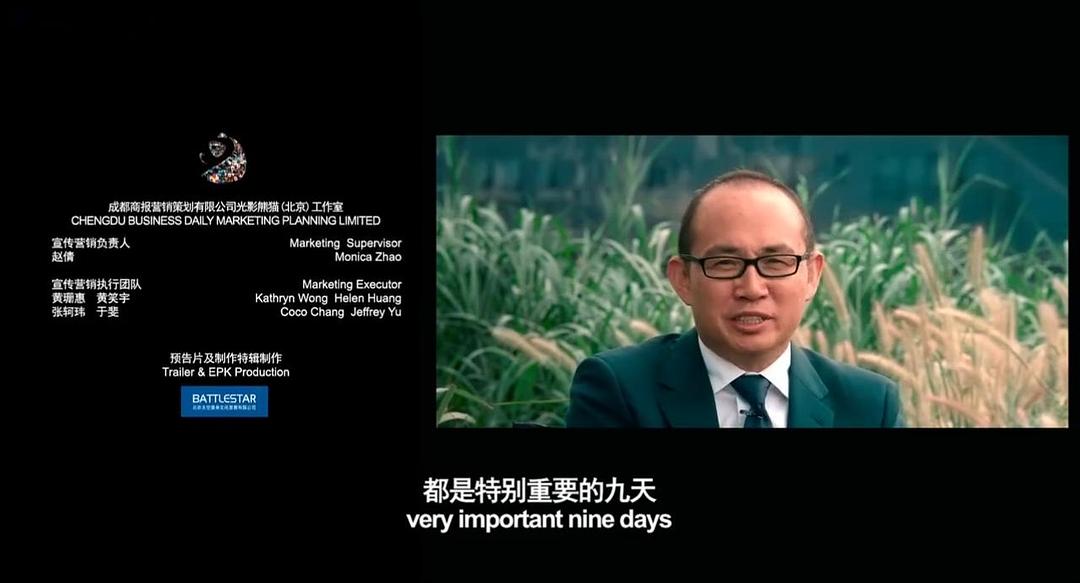 成都商报营销策划有限公司光影熊猫（北京）工作室
CHENGDU BUSINESS DAILY MARKETING PLANNING LIMITED
宣传营销负责人 Marketing Supervisor
赵倩 Monica Zhao
宣传营销执行团队 Marketing Executor
黄珊惠 黄笑宇 Kathryn Wong Helen Huang
张轲玮 于斐 Coco Chang Jeffrey Yu
预告片及制作特辑制作
Trailer & EPK Production
BATTLESTAR
都是特别重要的九天
very important nine days